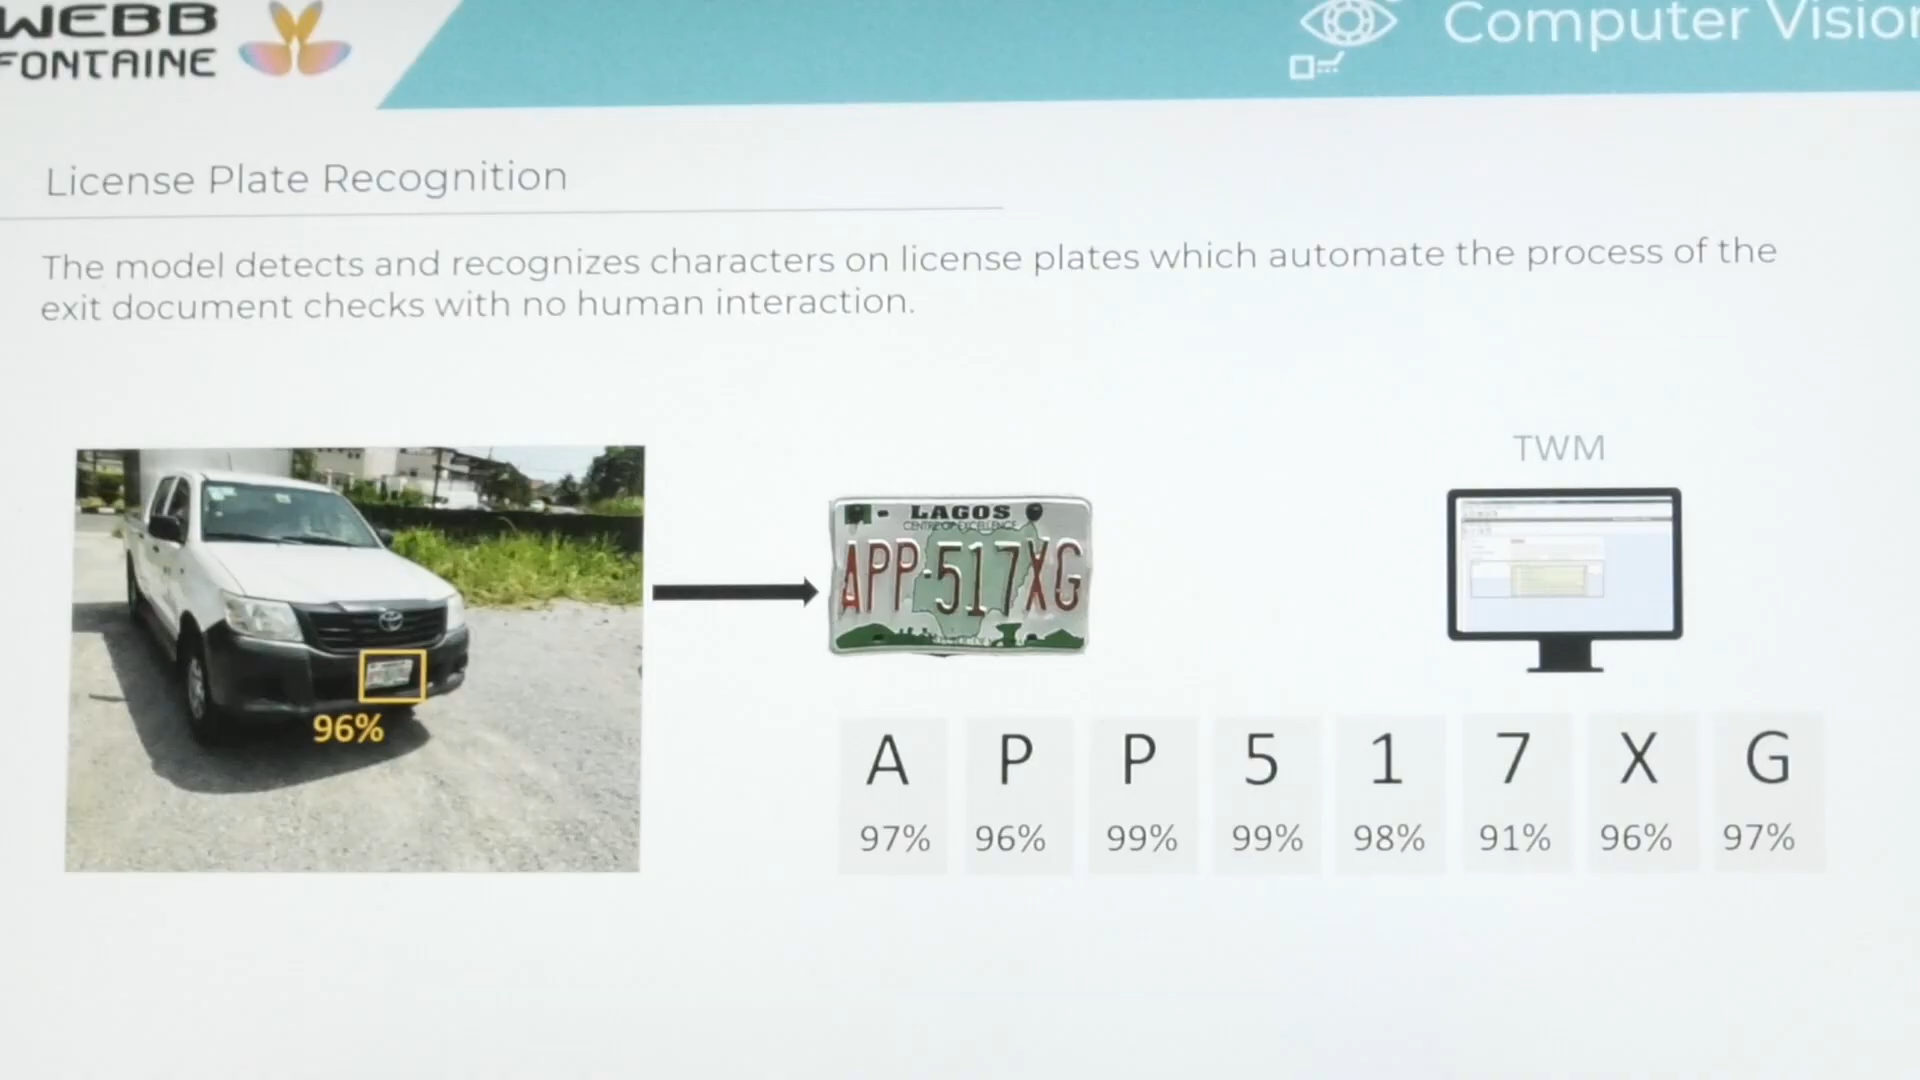 WEBB
FONTAINE
Computer Vision
License Plate Recognition
The model detects and recognizes characters on license plates which automate the process of the
exit document checks with no human interaction.
TWM
LAGOS
CENTRE OF EXCELLENCE
APP-517XG
96%
A P P 5 1 7 X G
97% 96% 99% 99% 98% 91% 96% 97%